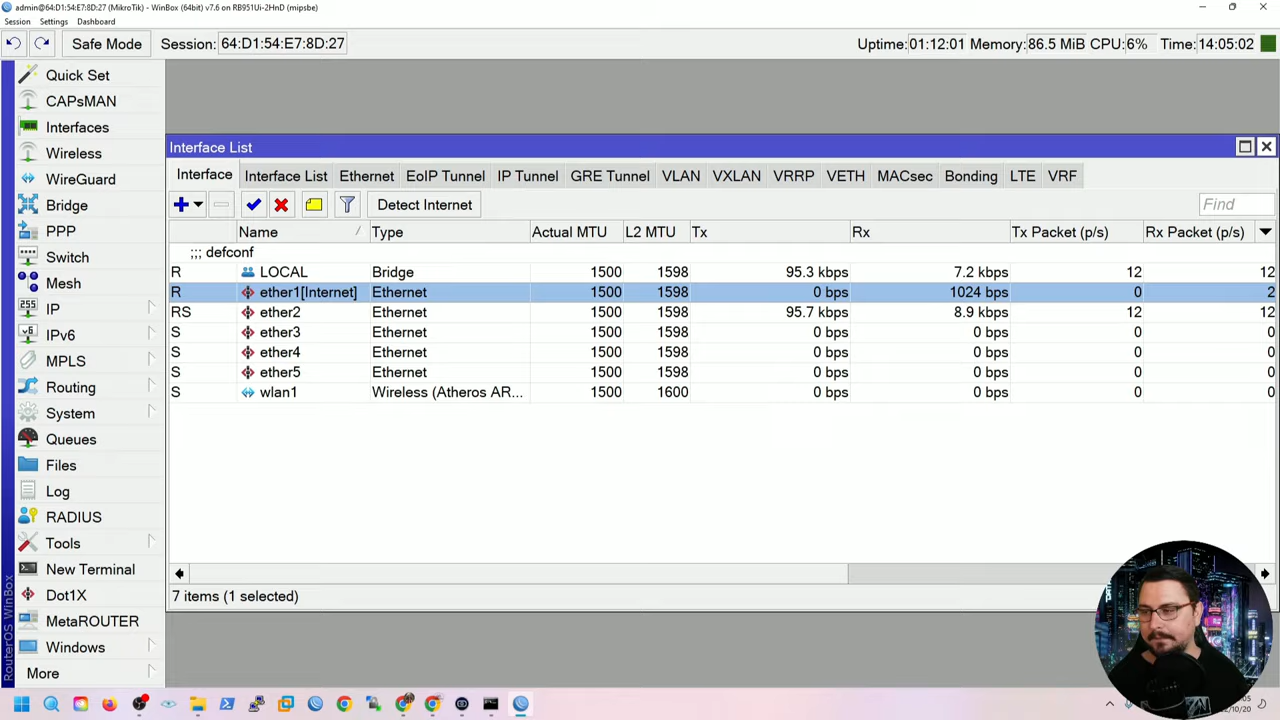 admin@64:D1:54:E7:8D:27 (MikroTik) - WinBox (64bit) v7.6 on RB951Ui-2HnD (mipsbe)
Session Settings Dashboard
Safe Mode Session: 64:D1:54:E7:8D:27 Uptime: 01:12:01 Memory: 86.5 MiB CPU: 6% Time: 14:05:02
Quick Set
CAPsMAN
Interfaces
Wireless
WireGuard
Bridge
PPP
Switch
Mesh
IP
IPv6
MPLS
Routing
System
Queues
Files
Log
RADIUS
Tools
New Terminal
Dot1X
MetaROUTER
Windows
More
RouterOS WinBox
Interface List
Interface Interface List Ethernet EoIP Tunnel IP Tunnel GRE Tunnel VLAN VXLAN VRRP VETH MACsec Bonding LTE VRF
Detect Internet Find
Name Type Actual MTU L2 MTU Tx Rx Tx Packet (p/s) Rx Packet (p/s)
;;; defconf
R LOCAL Bridge 1500 1598 95.3 kbps 7.2 kbps 12 12
R ether1[Internet] Ethernet 1500 1598 0 bps 1024 bps 0 2
RS ether2 Ethernet 1500 1598 95.7 kbps 8.9 kbps 12 12
S ether3 Ethernet 1500 1598 0 bps 0 bps 0 0
S ether4 Ethernet 1500 1598 0 bps 0 bps 0 0
S ether5 Ethernet 1500 1598 0 bps 0 bps 0 0
S wlan1 Wireless (Atheros AR... 1500 1600 0 bps 0 bps 0 0
7 items (1 selected)